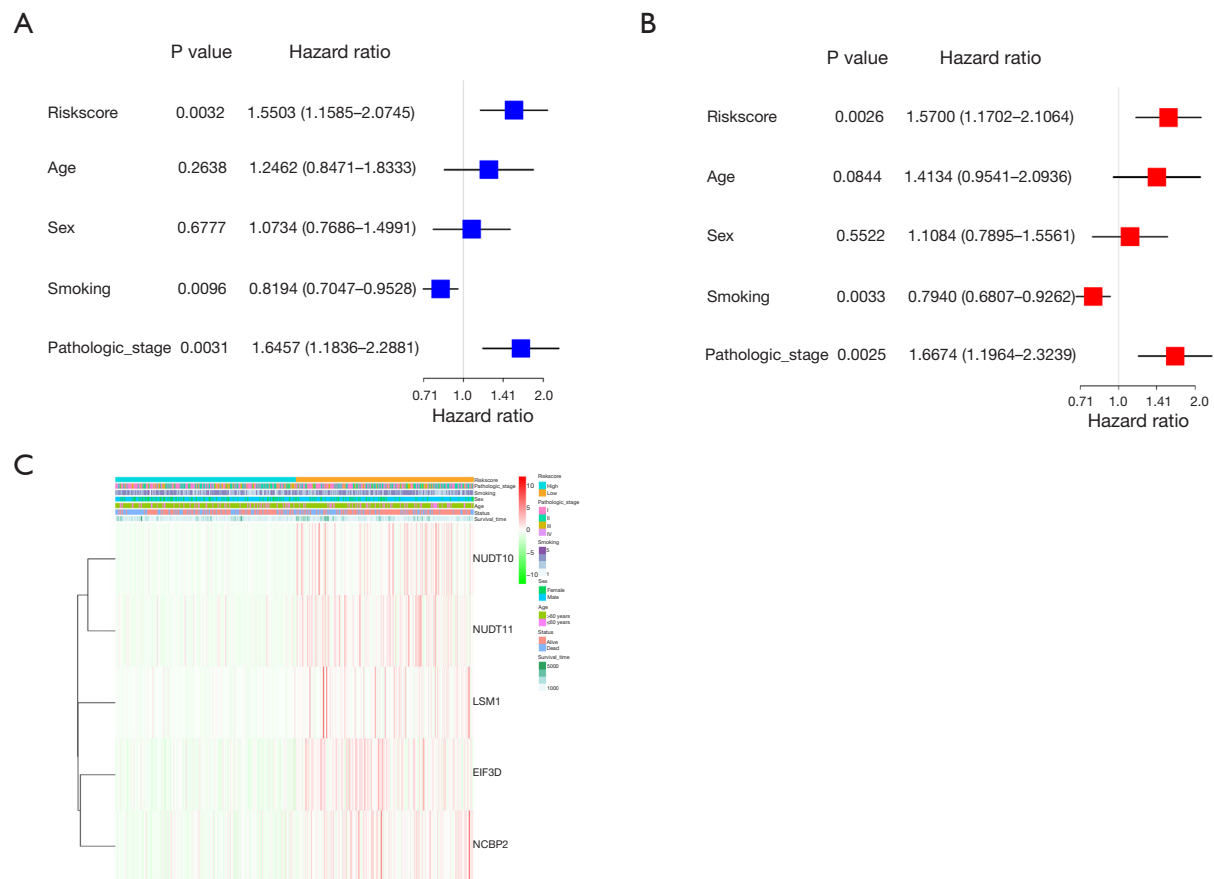 A
P value Hazard ratio
Riskscore 0.0032 1.5503 (1.1585–2.0745)
Age 0.2638 1.2462 (0.8471–1.8333)
Sex 0.6777 1.0734 (0.7686–1.4991)
Smoking 0.0096 0.8194 (0.7047–0.9528)
Pathologic_stage 0.0031 1.6457 (1.1836–2.2881)
0.71 1.0 1.41 2.0
Hazard ratio
B
P value Hazard ratio
Riskscore 0.0026 1.5700 (1.1702–2.1064)
Age 0.0844 1.4134 (0.9541–2.0936)
Sex 0.5522 1.1084 (0.7895–1.5561)
Smoking 0.0033 0.7940 (0.6807–0.9262)
Pathologic_stage 0.0025 1.6674 (1.1964–2.3239)
0.71 1.0 1.41 2.0
Hazard ratio
C
Riskscore
Pathologic_stage
Smoking
Sex
Age
Status
Survival_time
NUDT10
NUDT11
LSM1
EIF3D
NCBP2
10
5
0
−5
−10
Riskscore
High
Low
Pathologic_stage
I
II
III
IV
Smoking
5
1
Sex
Female
Male
Age
>60 years
≤60 years
Status
Alive
Dead
Survival_time
5000
1000